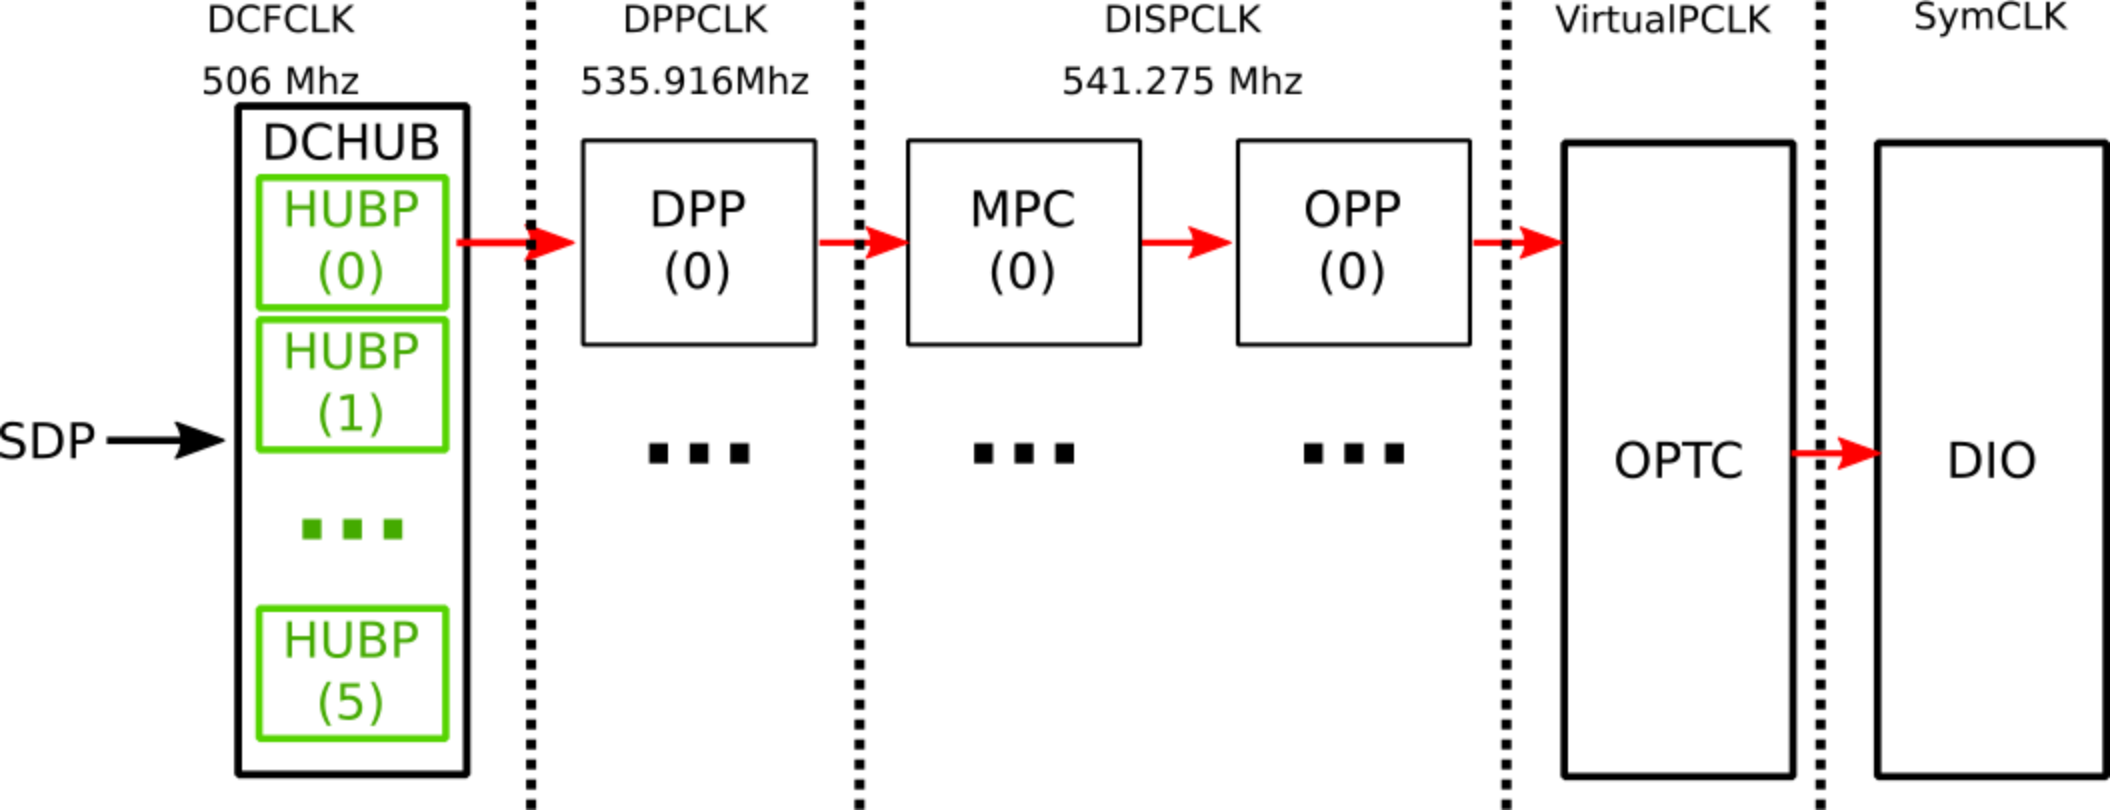 DCFCLK
506 Mhz
DPPCLK
535.916Mhz
DISPCLK
541.275 Mhz
VirtualPCLK
SymCLK
SDP
DCHUB
HUBP
(0)
HUBP
(1)
HUBP
(5)
DPP
(0)
MPC
(0)
OPP
(0)
OPTC
DIO